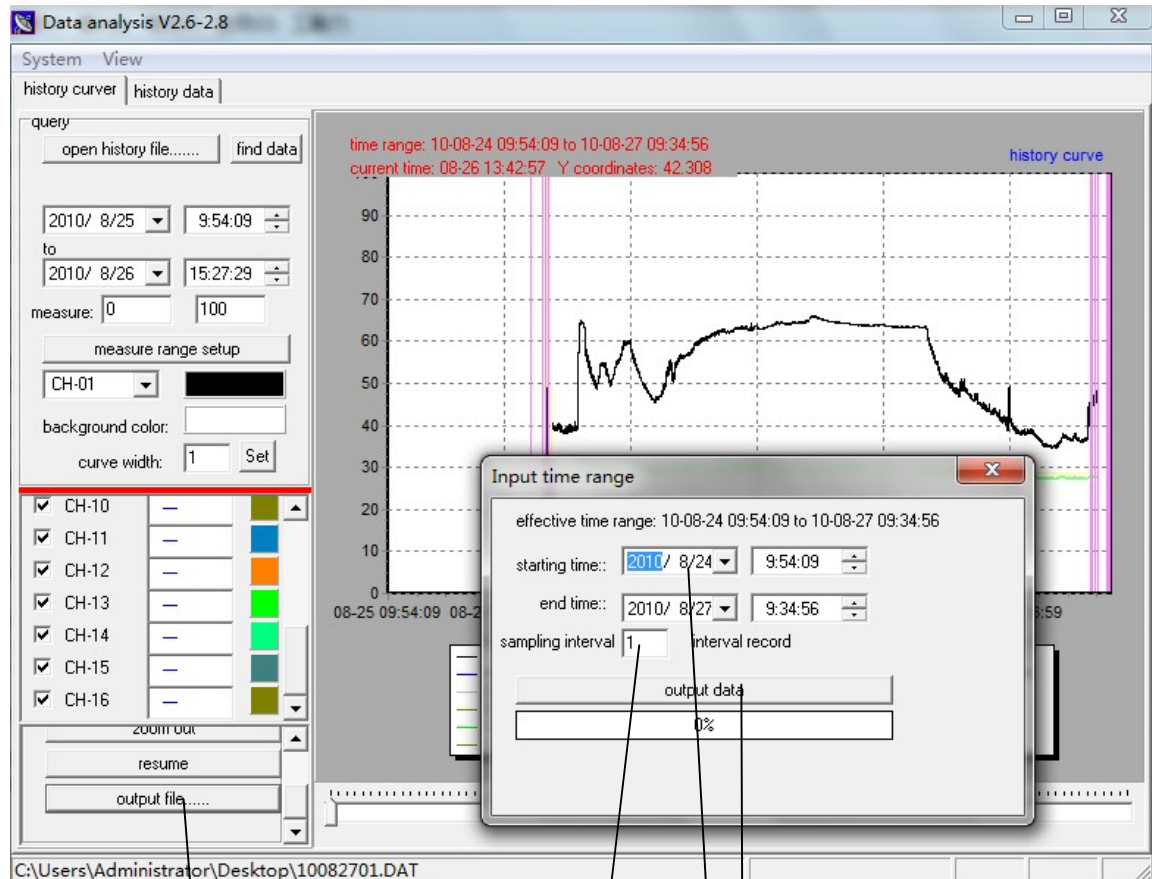 Data analysis V2.6-2.8
System View
history curver history data
query
open history file....... find data
2010/ 8/25 9:54:09
to
2010/ 8/26 15:27:29
measure: 0 100
measure range setup
CH-01
background color:
curve width: 1 Set
CH-10 —
CH-11 —
CH-12 —
CH-13 —
CH-14 —
CH-15 —
CH-16 —
zoom out
resume
output file......
time range: 10-08-24 09:54:09 to 10-08-27 09:34:56
current time: 08-26 13:42:57 Y coordinates: 42.308
history curve
90
80
70
60
50
40
30
20
10
0
08-25 09:54:09 08-2
:59
Input time range
effective time range: 10-08-24 09:54:09 to 10-08-27 09:34:56
starting time:: 2010/ 8/24 9:54:09
end time:: 2010/ 8/27 9:34:56
sampling interval 1 interval record
output data
0%
C:\Users\Administrator\Desktop\10082701.DAT